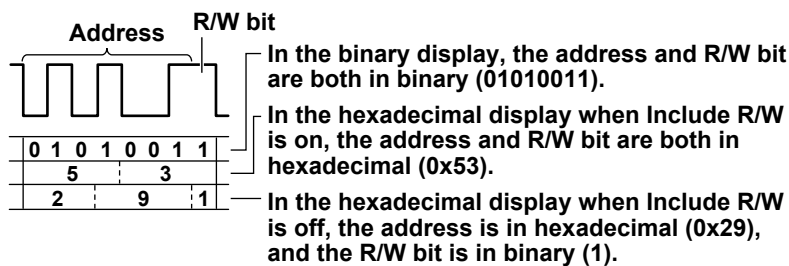 R/W bit
Address
In the binary display, the address and R/W bit
are both in binary (01010011).
In the hexadecimal display when Include R/W
is on, the address and R/W bit are both in
hexadecimal (0x53).
0 1 0 1 0 0 1 1
5 3
2 9 1
In the hexadecimal display when Include R/W
is off, the address is in hexadecimal (0x29),
and the R/W bit is in binary (1).